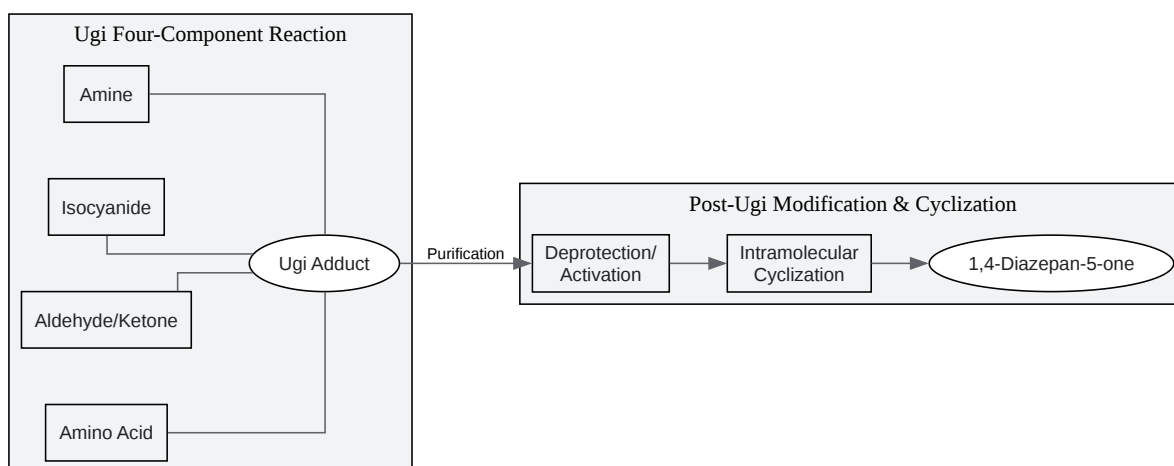 Ugi Four-Component Reaction
Amine
Isocyanide
Aldehyde/Ketone
Amino Acid
Ugi Adduct
Purification
Post-Ugi Modification & Cyclization
Deprotection/
Activation
Intramolecular
Cyclization
1,4-Diazepan-5-one